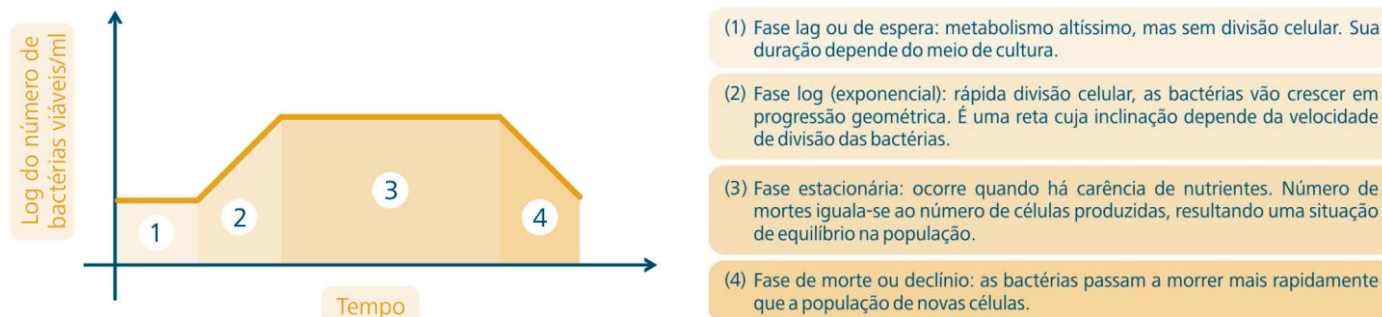 Log do número de
bactérias viáveis/ml
1
2
3
4
Tempo
(1) Fase lag ou de espera: metabolismo altíssimo, mas sem divisão celular. Sua
duração depende do meio de cultura.
(2) Fase log (exponencial): rápida divisão celular, as bactérias vão crescer em
progressão geométrica. É uma reta cuja inclinação depende da velocidade
de divisão das bactérias.
(3) Fase estacionária: ocorre quando há carência de nutrientes. Número de
mortes iguala-se ao número de células produzidas, resultando uma situação
de equilíbrio na população.
(4) Fase de morte ou declínio: as bactérias passam a morrer mais rapidamente
que a população de novas células.